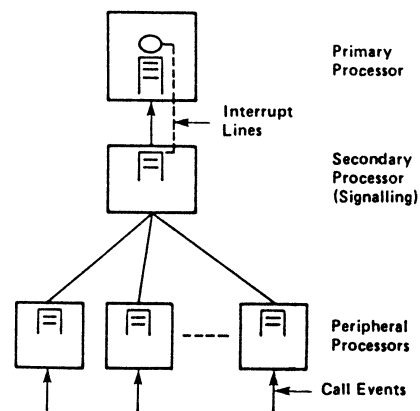 Primary
Processor
Interrupt
Lines
Secondary
Processor
(Signalling)
Peripheral
Processors
Call Events